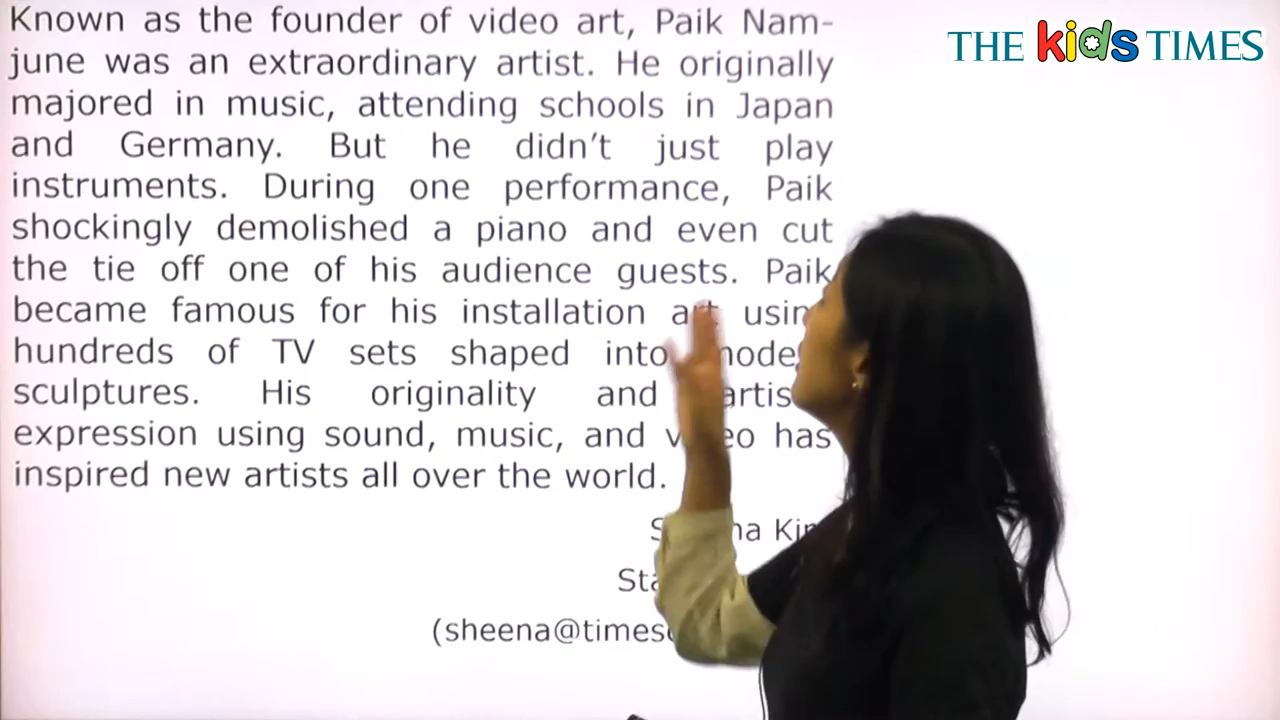 THE kids TIMES
Known as the founder of video art, Paik Nam-
june was an extraordinary artist. He originally
majored in music, attending schools in Japan
and Germany. But he didn't just play
instruments. During one performance, Paik
shockingly demolished a piano and even cut
the tie off one of his audience guests. Paik
became famous for his installation art
hundreds of TV sets shaped into
sculptures. His originality and
expression using sound, music, and has
inspired new artists all over the world.